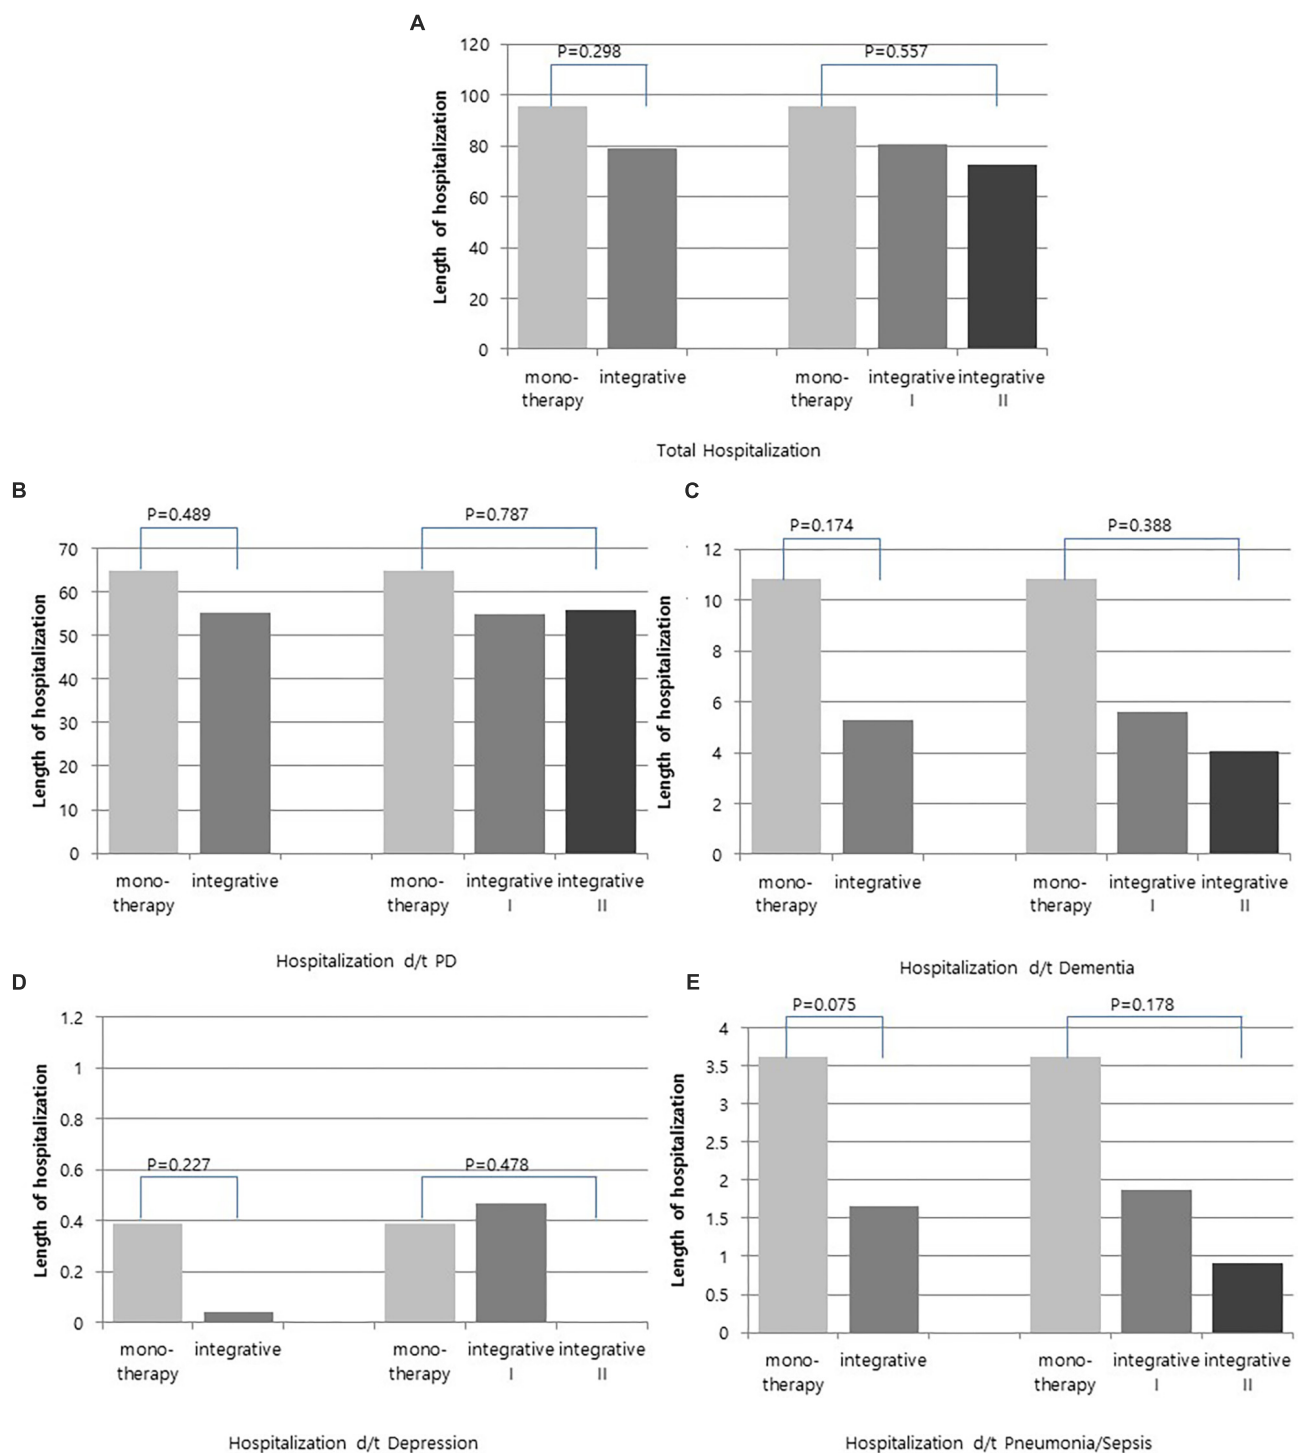 A
120
100
80
60
40
20
0
Length of hospitalization
P=0.298
P=0.557
mono-therapy
integrative
mono-therapy
integrative I
integrative II
Total Hospitalization
B
70
60
50
40
30
20
10
0
Length of hospitalization
P=0.489
P=0.787
mono-therapy
integrative
mono-therapy
integrative I
integrative II
Hospitalization d/t PD
C
12
10
8
6
4
2
0
Length of hospitalization
P=0.174
P=0.388
mono-therapy
integrative
mono-therapy
integrative I
integrative II
Hospitalization d/t Dementia
D
1.2
1
0.8
0.6
0.4
0.2
0
Length of hospitalization
P=0.227
P=0.478
mono-therapy
integrative
mono-therapy
integrative I
integrative II
Hospitalization d/t Depression
E
4
3.5
3
2.5
2
1.5
1
0.5
0
Length of hospitalization
P=0.075
P=0.178
mono-therapy
integrative
mono-therapy
integrative I
integrative II
Hospitalization d/t Pneumonia/Sepsis